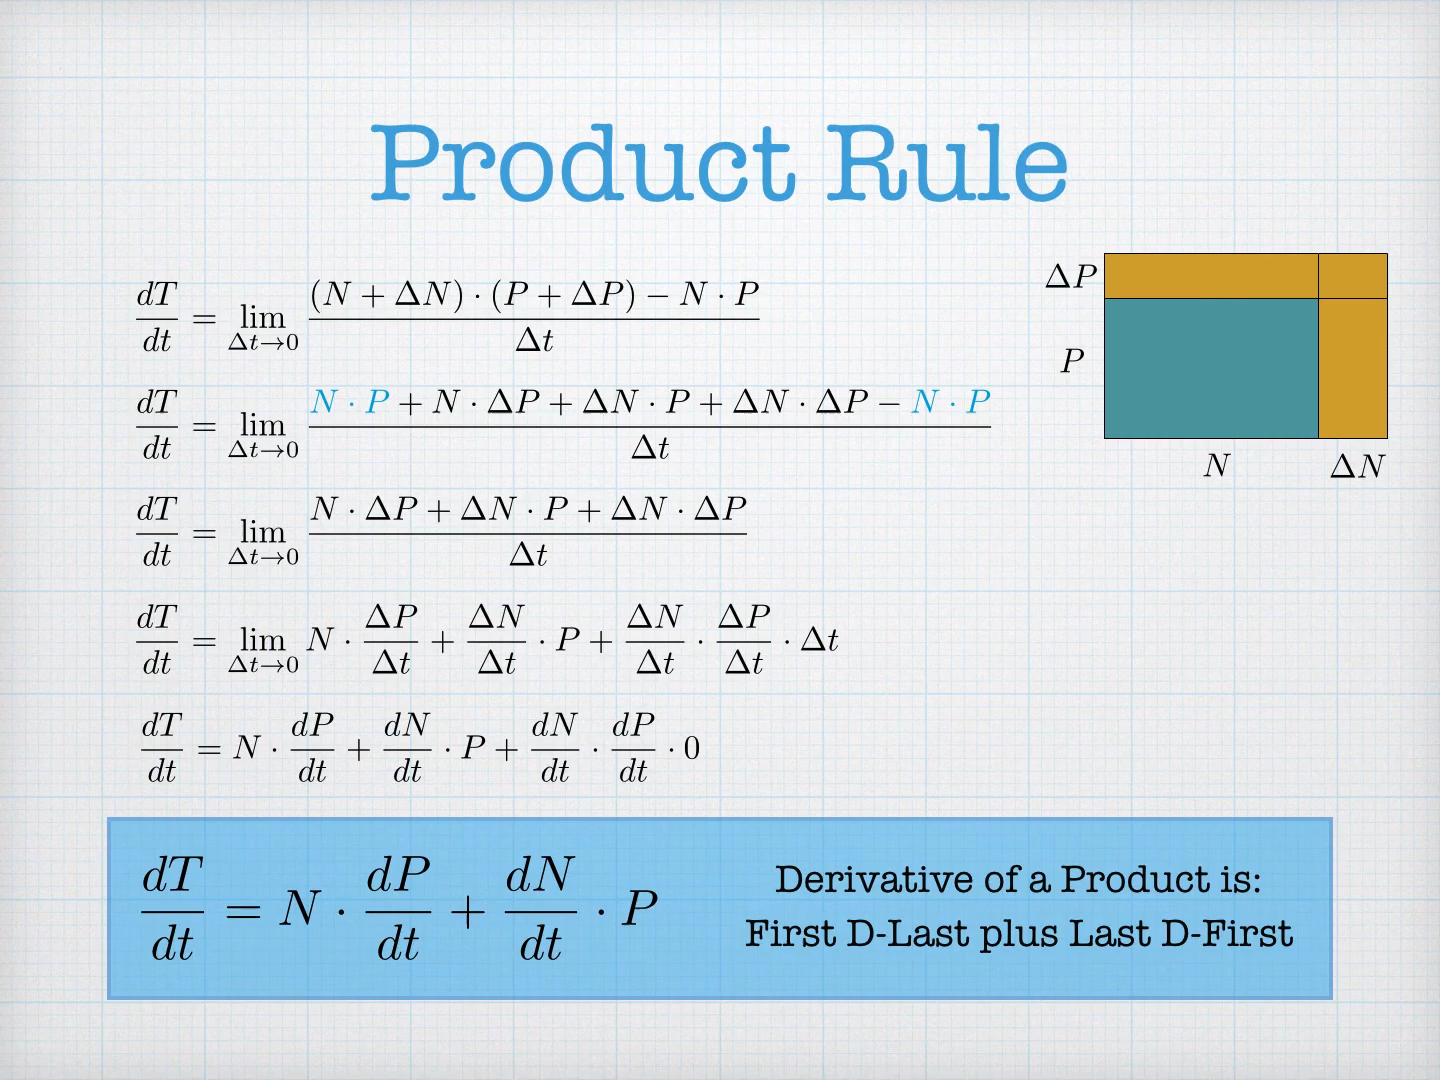 Product Rule
dT/dt = lim Δt→0 ((N + ΔN) · (P + ΔP) − N · P)/Δt
dT/dt = lim Δt→0 (N · P + N · ΔP + ΔN · P + ΔN · ΔP − N · P)/Δt
dT/dt = lim Δt→0 (N · ΔP + ΔN · P + ΔN · ΔP)/Δt
dT/dt = lim Δt→0 N · ΔP/Δt + ΔN/Δt · P + ΔN/Δt · ΔP/Δt · Δt
dT/dt = N · dP/dt + dN/dt · P + dN/dt · dP/dt · 0
ΔP
P
N ΔN
dT/dt = N · dP/dt + dN/dt · P
Derivative of a Product is:
First D-Last plus Last D-First